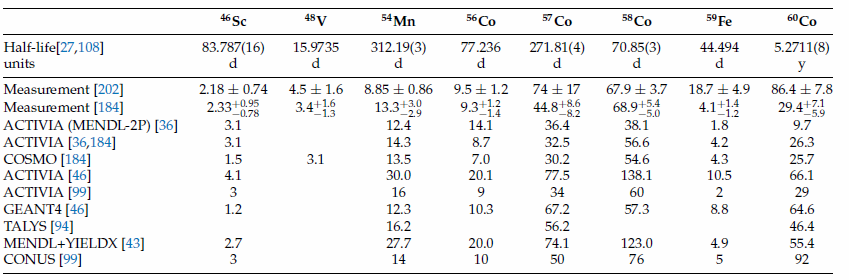 ⁴⁶Sc ⁴⁸V ⁵⁴Mn ⁵⁶Co ⁵⁷Co ⁵⁸Co ⁵⁹Fe ⁶⁰Co
Half-life[27,108] 83.787(16) 15.9735 312.19(3) 77.236 271.81(4) 70.85(3) 44.494 5.2711(8)
units d d d d d d d y
Measurement [202] 2.18 ± 0.74 4.5 ± 1.6 8.85 ± 0.86 9.5 ± 1.2 74 ± 17 67.9 ± 3.7 18.7 ± 4.9 86.4 ± 7.8
Measurement [184] 2.33+0.95−0.78 3.4+1.6−1.3 13.3+3.0−2.9 9.3+1.2−1.4 44.8+8.6−8.2 68.9+5.4−5.0 4.1+1.4−1.2 29.4+7.1−5.9
ACTIVIA (MENDL-2P) [36] 3.1 12.4 14.1 36.4 38.1 1.8 9.7
ACTIVIA [36,184] 3.1 14.3 8.7 32.5 56.6 4.2 26.3
COSMO [184] 1.5 3.1 13.5 7.0 30.2 54.6 4.3 25.7
ACTIVIA [46] 4.1 30.0 20.1 77.5 138.1 10.5 66.1
ACTIVIA [99] 3 16 9 34 60 2 29
GEANT4 [46] 1.2 12.3 10.3 67.2 57.3 8.8 64.6
TALYS [94] 16.2 56.2 46.4
MENDL+YIELDX [43] 2.7 27.7 20.0 74.1 123.0 4.9 55.4
CONUS [99] 3 14 10 50 76 5 92